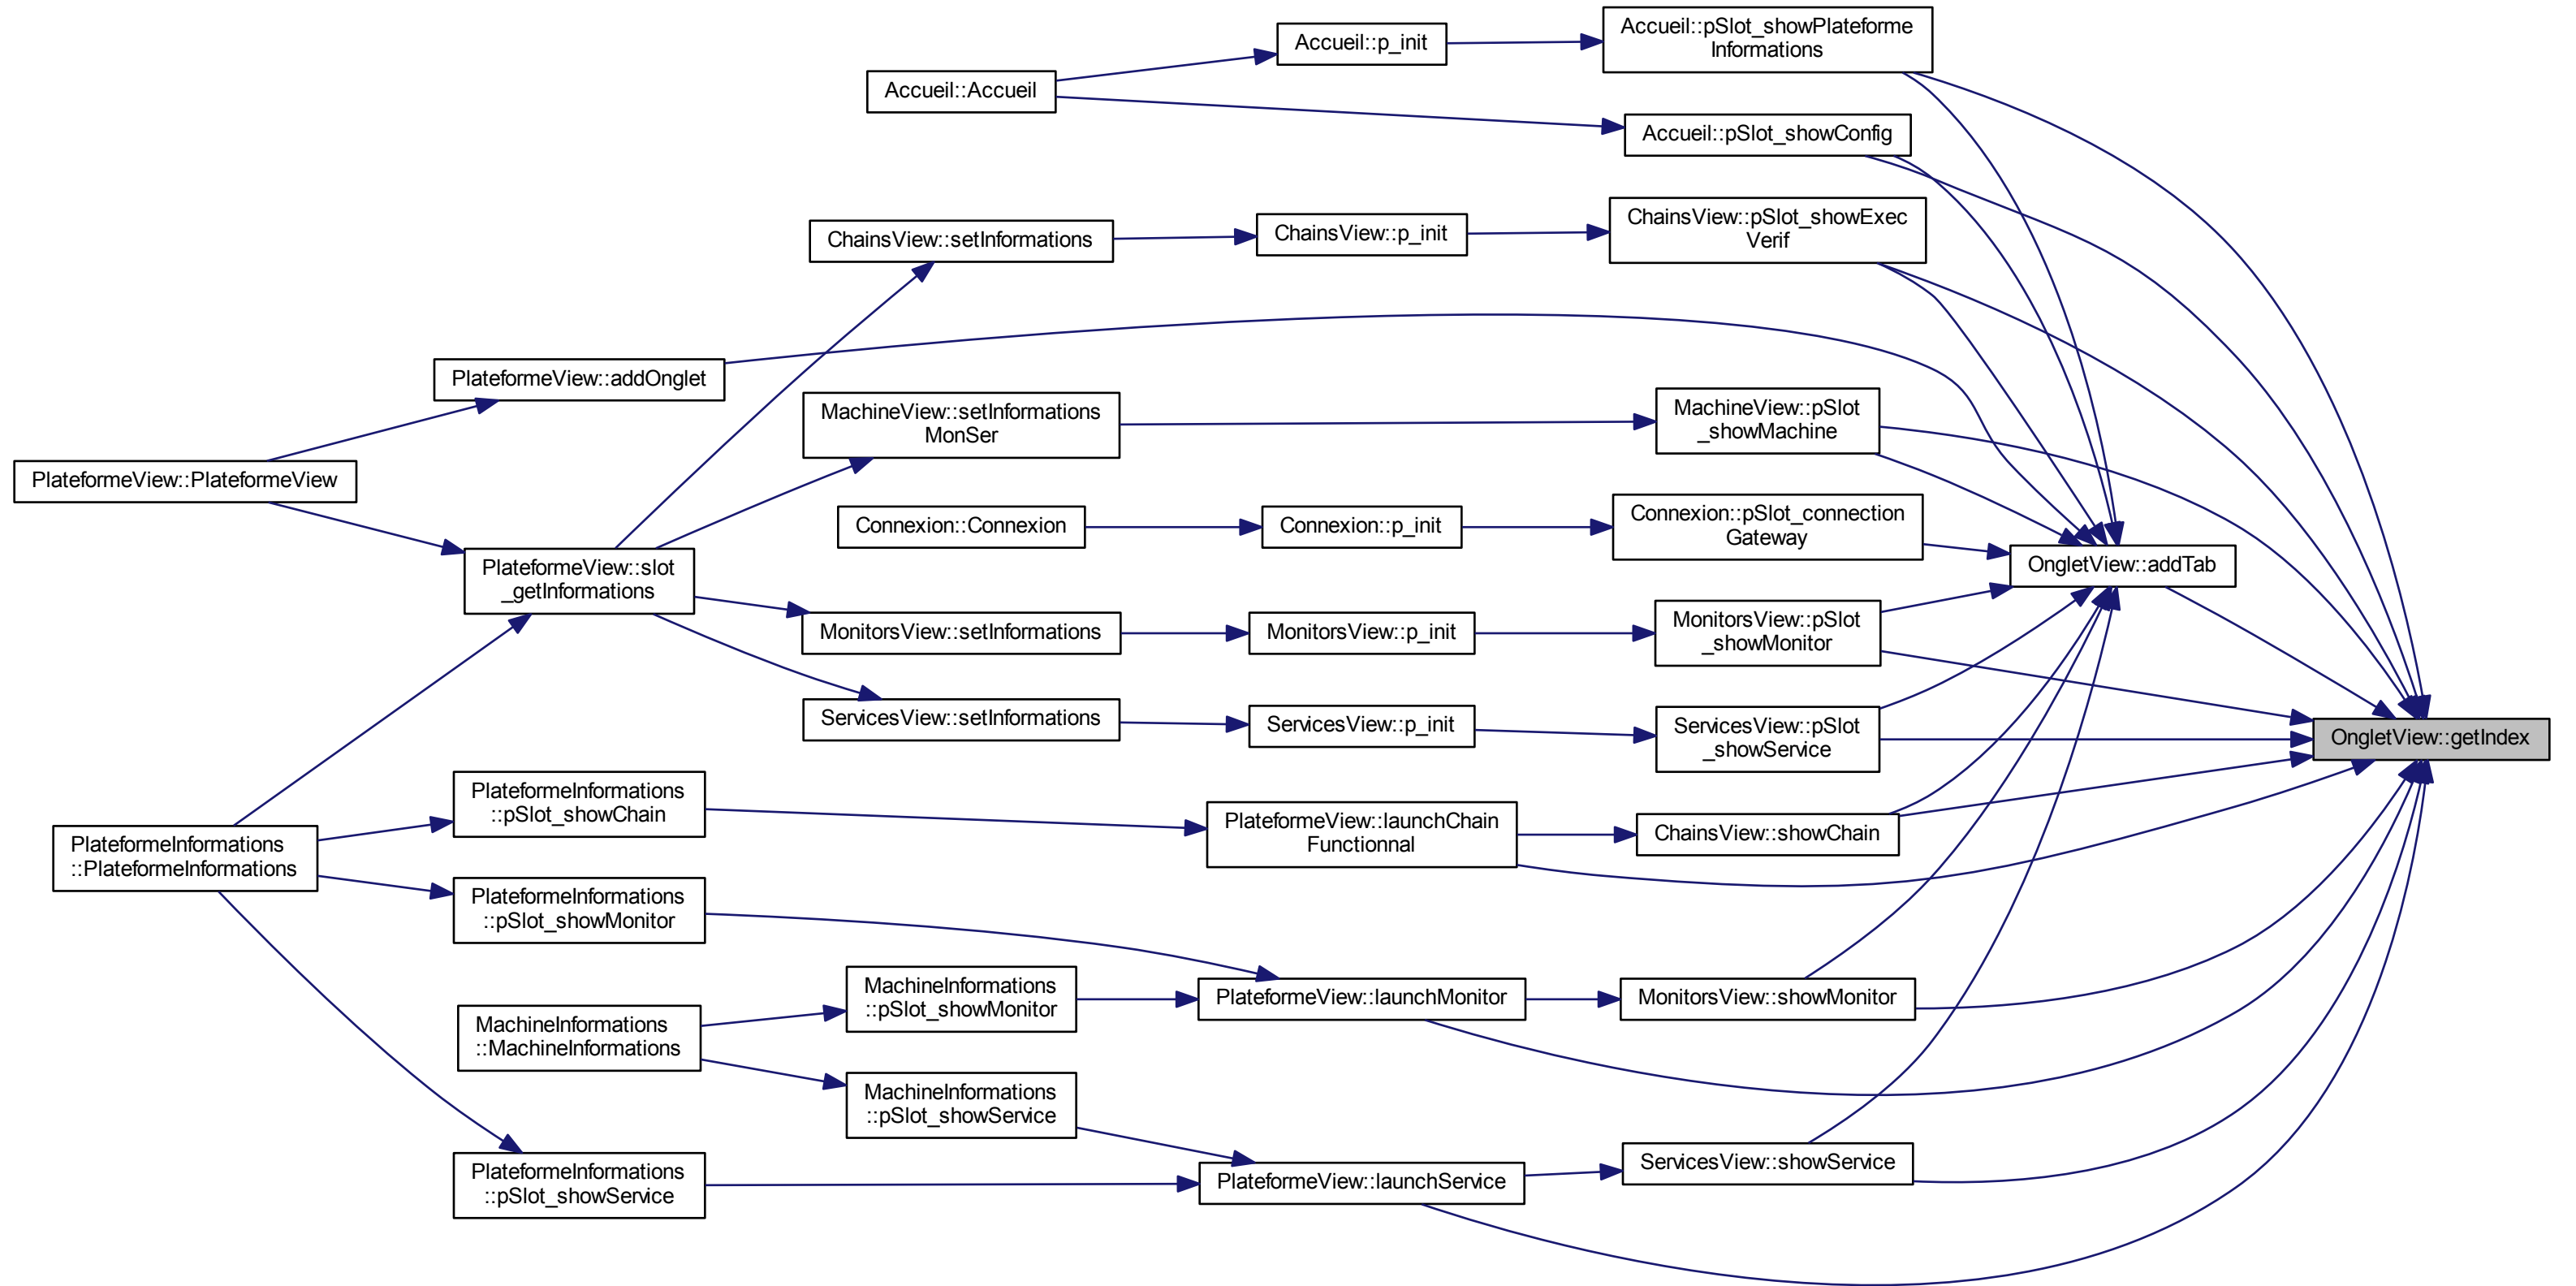 Accueil::pSlot_showPlateforme
Informations
Accueil::p_init
Accueil::Accueil
Accueil::pSlot_showConfig
ChainsView::pSlot_showExec
Verif
ChainsView::p_init
ChainsView::setInformations
PlateformeView::addOnglet
MachineView::setInformations
MonSer
MachineView::pSlot
_showMachine
PlateformeView::PlateformeView
Connexion::Connexion
Connexion::p_init
Connexion::pSlot_connection
Gateway
OngletView::addTab
PlateformeView::slot
_getInformations
MonitorsView::setInformations
MonitorsView::p_init
MonitorsView::pSlot
_showMonitor
ServicesView::setInformations
ServicesView::p_init
ServicesView::pSlot
_showService
OngletView::getIndex
PlateformeInformations
::pSlot_showChain
PlateformeView::launchChain
Functionnal
ChainsView::showChain
PlateformeInformations
::PlateformeInformations
PlateformeInformations
::pSlot_showMonitor
MachineInformations
::pSlot_showMonitor
PlateformeView::launchMonitor
MonitorsView::showMonitor
MachineInformations
::MachineInformations
MachineInformations
::pSlot_showService
PlateformeInformations
::pSlot_showService
PlateformeView::launchService
ServicesView::showService